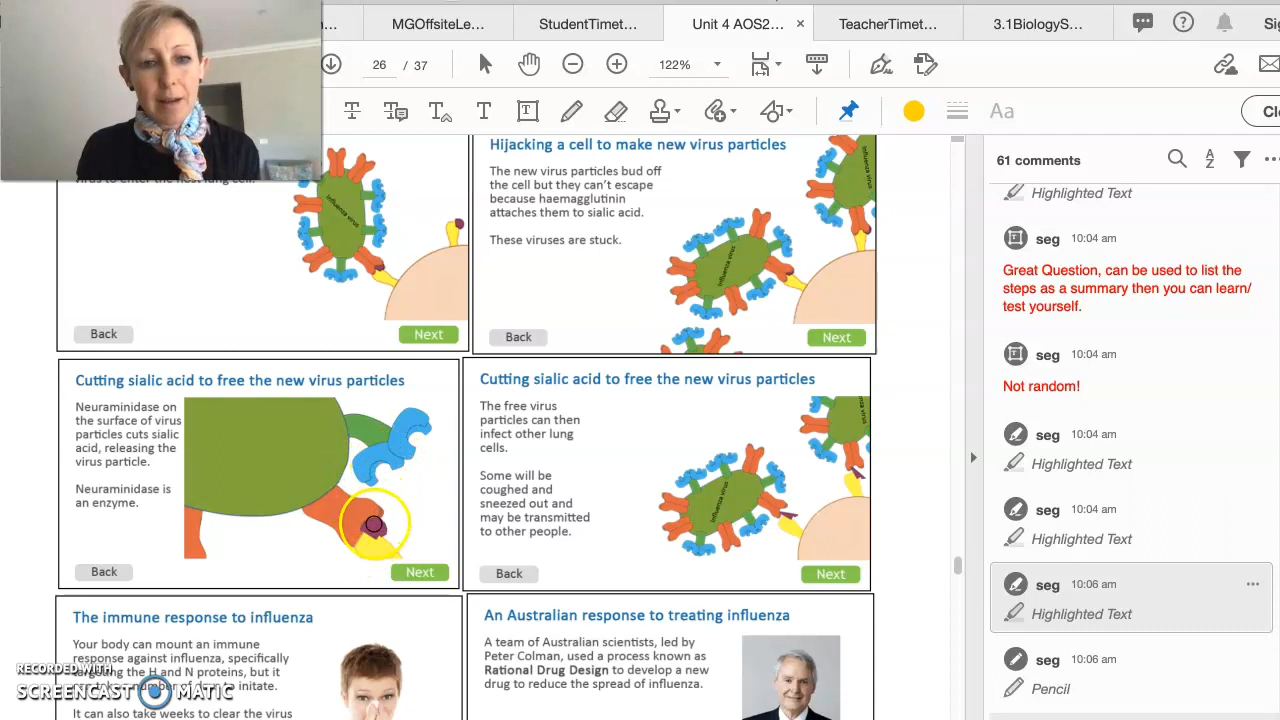 MGOffsiteLe...
StudentTimet...
Unit 4 AOS2... ×
TeacherTimet...
3.1BiologyS...
26 / 37
122%
Aa
61 comments
Hijacking a cell to make new virus particles
The new virus particles bud off
the cell but they can't escape
because haemagglutinin
attaches them to sialic acid.
These viruses are stuck.
Influenza virus
Influenza virus
Influenza virus
Back
Next
Back
Next
Cutting sialic acid to free the new virus particles
Neuraminidase on
the surface of virus
particles cuts sialic
acid, releasing the
virus particle.
Neuraminidase is
an enzyme.
Back
Next
Cutting sialic acid to free the new virus particles
The free virus
particles can then
infect other lung
cells.
Some will be
coughed and
sneezed out and
may be transmitted
to other people.
Influenza virus
Back
Next
The immune response to influenza
Your body can mount an immune
response against influenza, specifically
targeting the H and N proteins, but it
It can also take weeks to clear the virus
An Australian response to treating influenza
A team of Australian scientists, led by
Peter Colman, used a process known as
Rational Drug Design to develop a new
drug to reduce the spread of influenza.
Highlighted Text
seg 10:04 am
Great Question, can be used to list the
steps as a summary then you can learn/
test yourself.
seg 10:04 am
Not random!
seg 10:04 am
Highlighted Text
seg 10:04 am
Highlighted Text
seg 10:06 am
Highlighted Text
seg 10:06 am
Pencil
RECORDED WITH
SCREENCAST MATIC